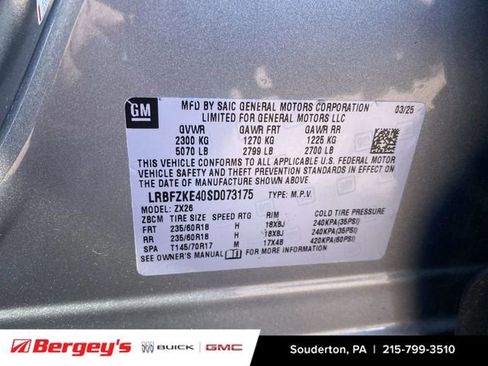 GM
MFD BY SAIC GENERAL MOTORS CORPORATION 03/25
LIMITED FOR GENERAL MOTORS LLC
GVWR GAWR FRT GAWR RR
2300 KG 1270 KG 1225 KG
5070 LB 2799 LB 2700 LB
THIS VEHICLE CONFORMS TO ALL APPLICABLE U.S. FEDERAL MOTOR
VEHICLE SAFETY AND THEFT PREVENTION STANDARDS IN EFFECT ON
THE DATE OF MANUFACTURE SHOWN ABOVE.
LRBFZKE40SD073175 TYPE: M.P.V.
MODEL: ZX26
ZBCM TIRE SIZE SPEED RTG RIM COLD TIRE PRESSURE
FRT 235/60R18 H 18X8J 240KPA(35PSI)
RR 235/60R18 H 18X8J 240KPA(35PSI)
SPA T145/70R17 M 17X4B 420KPA(60PSI)
SEE OWNER'S MANUAL FOR MORE INFORMATION.
Bergey's BUICK GMC Souderton, PA | 215-799-3510